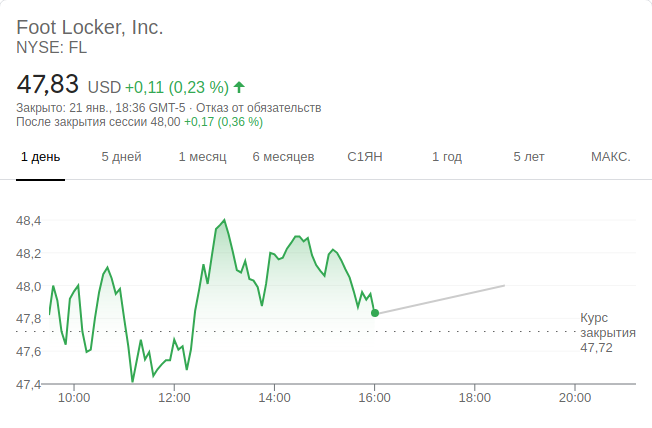 Foot Locker, Inc.
NYSE: FL
47,83 USD +0,11 (0,23 %)
Закрыто: 21 янв., 18:36 GMT-5 · Отказ от обязательств
После закрытия сессии 48,00 +0,17 (0,36 %)
1 день 5 дней 1 месяц 6 месяцев С1ЯН 1 год 5 лет МАКС.
48,4
48,2
48,0
47,8
Курс
закрытия
47,72
47,6
47,4
10:00 12:00 14:00 16:00 18:00 20:00